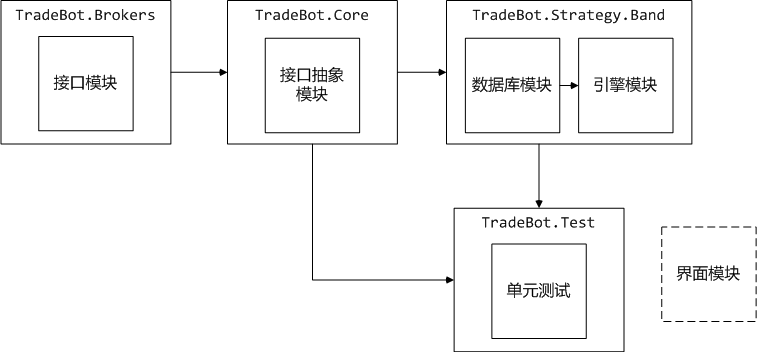 TradeBot.Brokers
接口模块
TradeBot.Core
接口抽象
模块
TradeBot.Strategy.Band
数据库模块
引擎模块
TradeBot.Test
单元测试
界面模块